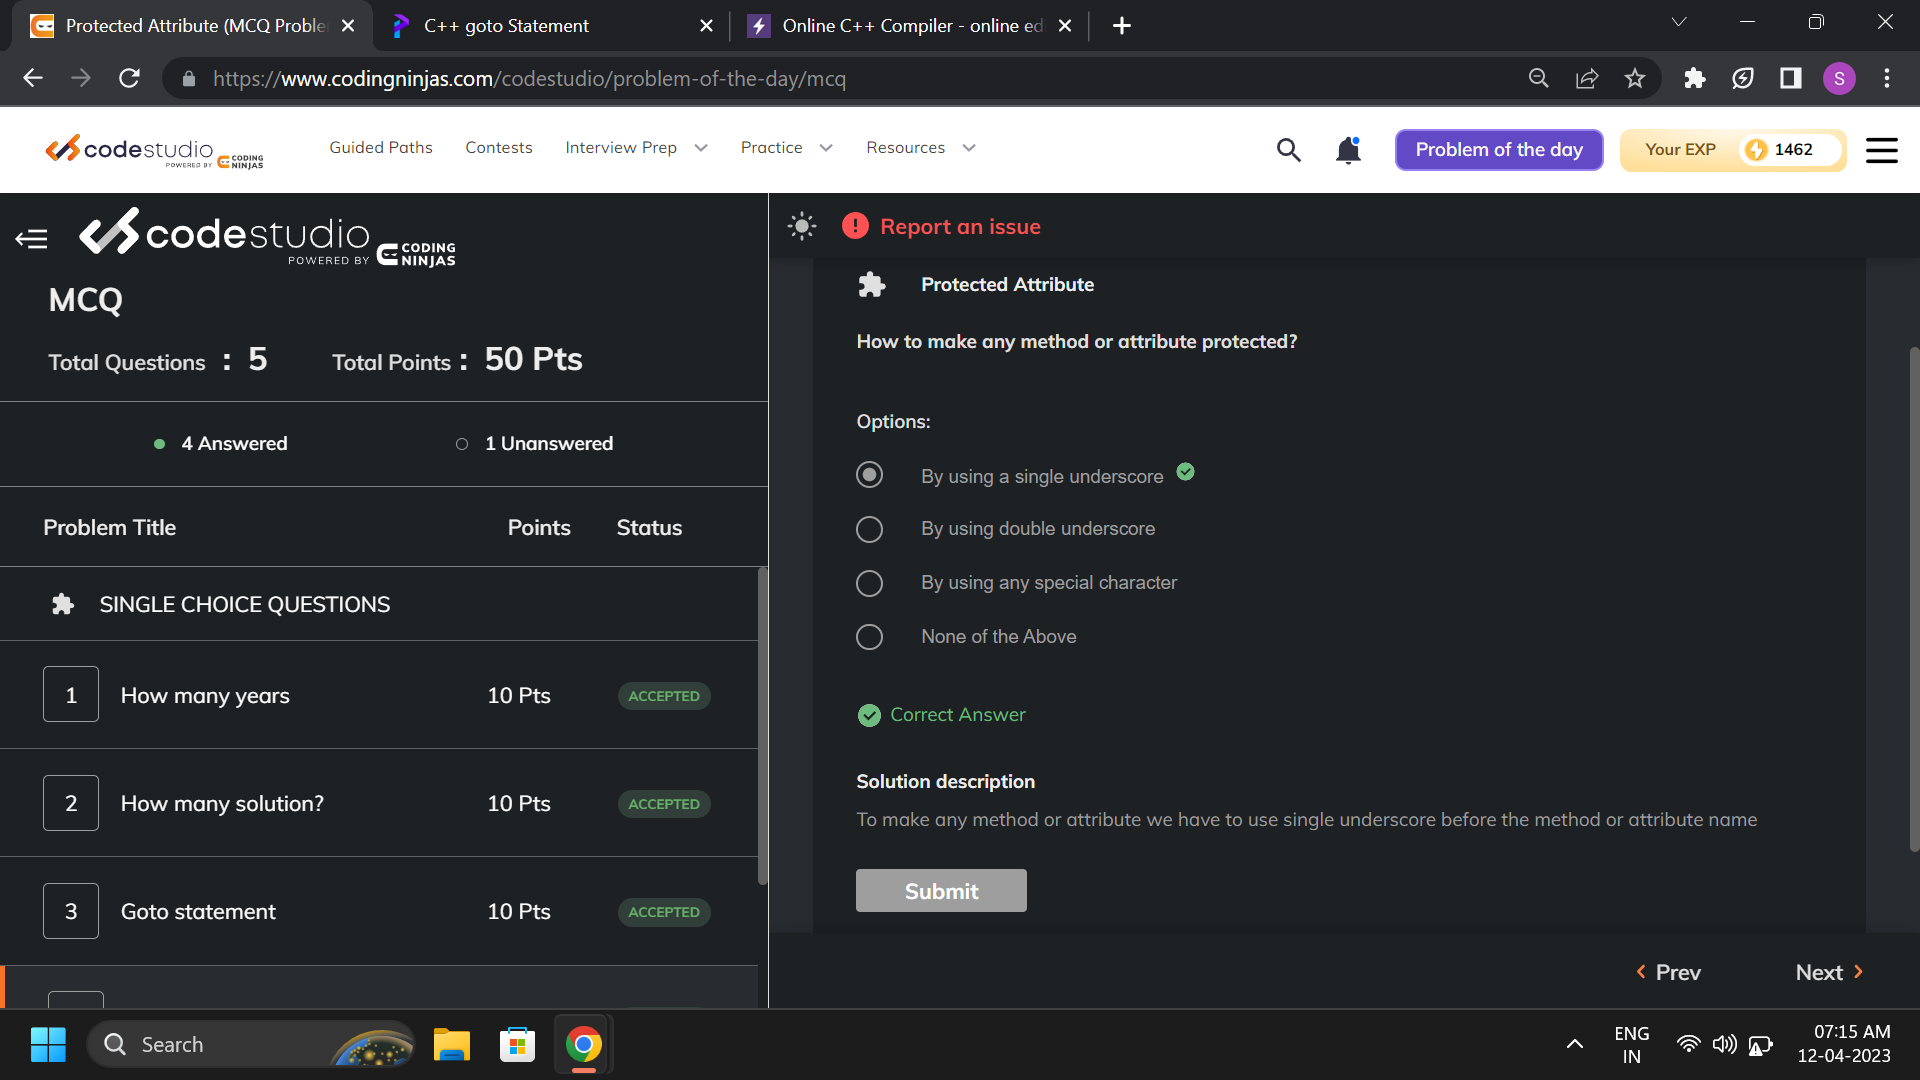 Protected Attribute (MCQ Proble
C++ goto Statement
Online C++ Compiler - online ed
https://www.codingninjas.com/codestudio/problem-of-the-day/mcq
S
codestudio
POWERED BY CODING NINJAS
Guided Paths
Contests
Interview Prep
Practice
Resources
Problem of the day
Your EXP
1462
codestudio
POWERED BY CODING NINJAS
Report an issue
MCQ
Total Questions : 5
Total Points : 50 Pts
4 Answered
1 Unanswered
Problem Title
Points
Status
SINGLE CHOICE QUESTIONS
1 How many years 10 Pts ACCEPTED
2 How many solution? 10 Pts ACCEPTED
3 Goto statement 10 Pts ACCEPTED
Protected Attribute
How to make any method or attribute protected?
Options:
By using a single underscore
By using double underscore
By using any special character
None of the Above
Correct Answer
Solution description
To make any method or attribute we have to use single underscore before the method or attribute name
Submit
Prev
Next
Search
ENG
IN
07:15 AM
12-04-2023